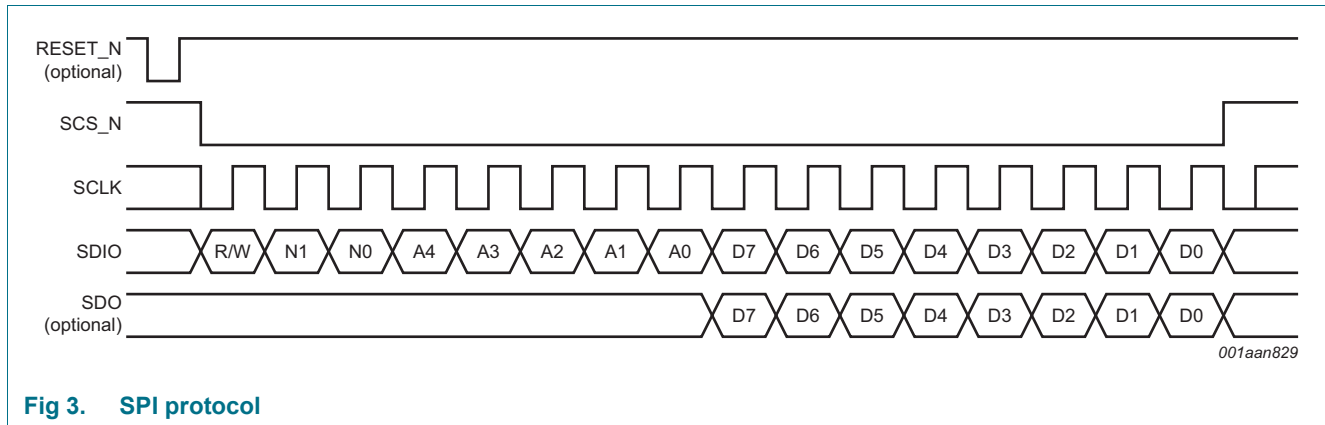 RESET_N
(optional)
SCS_N
SCLK
SDIO R/W N1 N0 A4 A3 A2 A1 A0 D7 D6 D5 D4 D3 D2 D1 D0
SDO
(optional) D7 D6 D5 D4 D3 D2 D1 D0
001aan829
Fig 3. SPI protocol